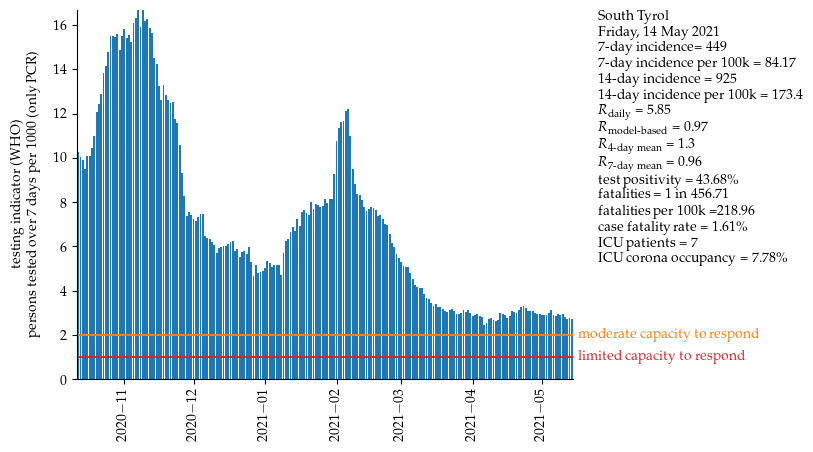 South Tyrol
Friday, 14 May 2021
7-day incidence= 449
7-day incidence per 100k = 84.17
14-day incidence = 925
14-day incidence per 100k = 173.4
R_daily = 5.85
R_model-based = 0.97
R_4-day mean = 1.3
R_7-day mean = 0.96
test positivity = 43.68%
fatalities = 1 in 456.71
fatalities per 100k =218.96
case fatality rate = 1.61%
ICU patients = 7
ICU corona occupancy = 7.78%
testing indicator (WHO)
persons tested over 7 days per 1000 (only PCR)
16
14
12
10
8
6
4
2
0
moderate capacity to respond
limited capacity to respond
2020−11
2020−12
2021−01
2021−02
2021−03
2021−04
2021−05